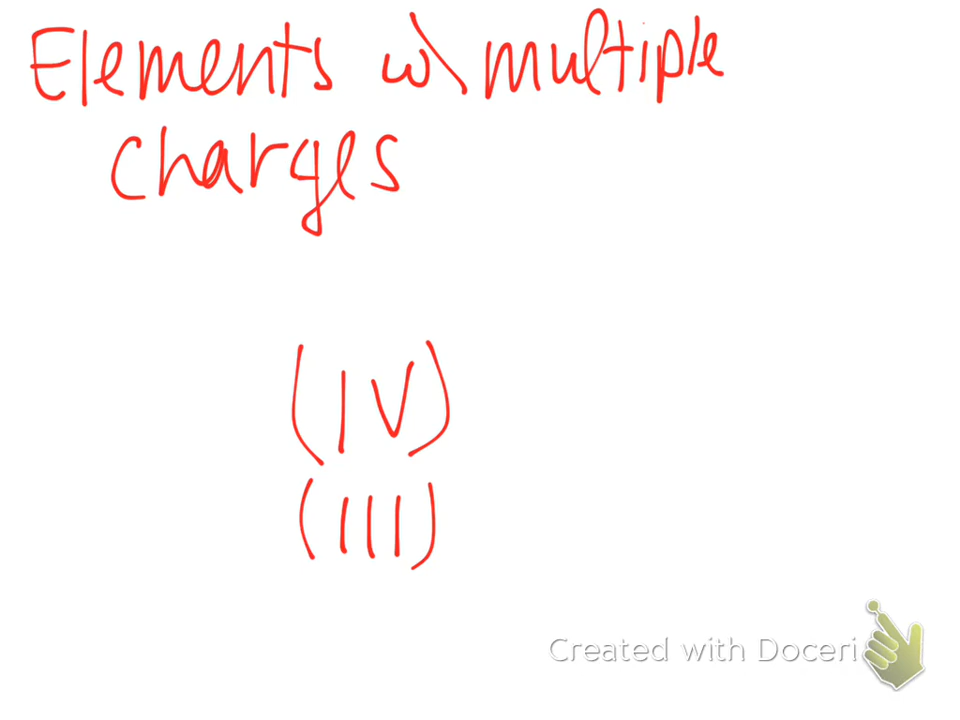 Elements w\ multiple
charges
(IV)
(III)
Created with Doceri